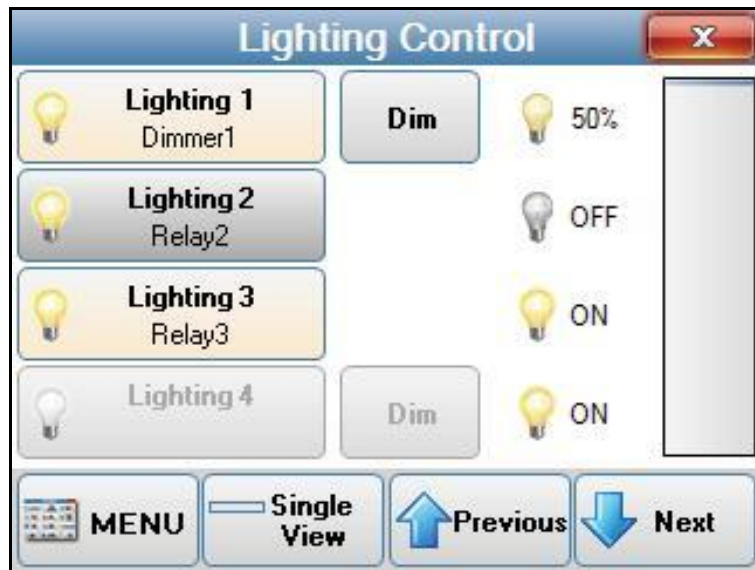 Lighting Control
x
Lighting 1
Dimmer1
Dim
50%
Lighting 2
Relay2
OFF
Lighting 3
Relay3
ON
Lighting 4
Dim
ON
MENU
Single
View
Previous
Next